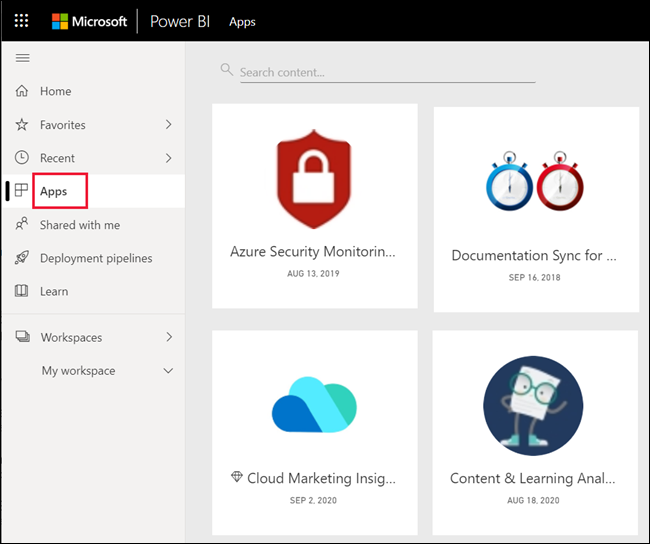 Microsoft Power BI Apps
Home
Favorites
Recent
Apps
Shared with me
Deployment pipelines
Learn
Workspaces
My workspace
Search content...
Azure Security Monitorin...
AUG 13, 2019
Documentation Sync for ...
SEP 16, 2018
Cloud Marketing Insig...
SEP 2, 2020
Content & Learning Anal...
AUG 18, 2020